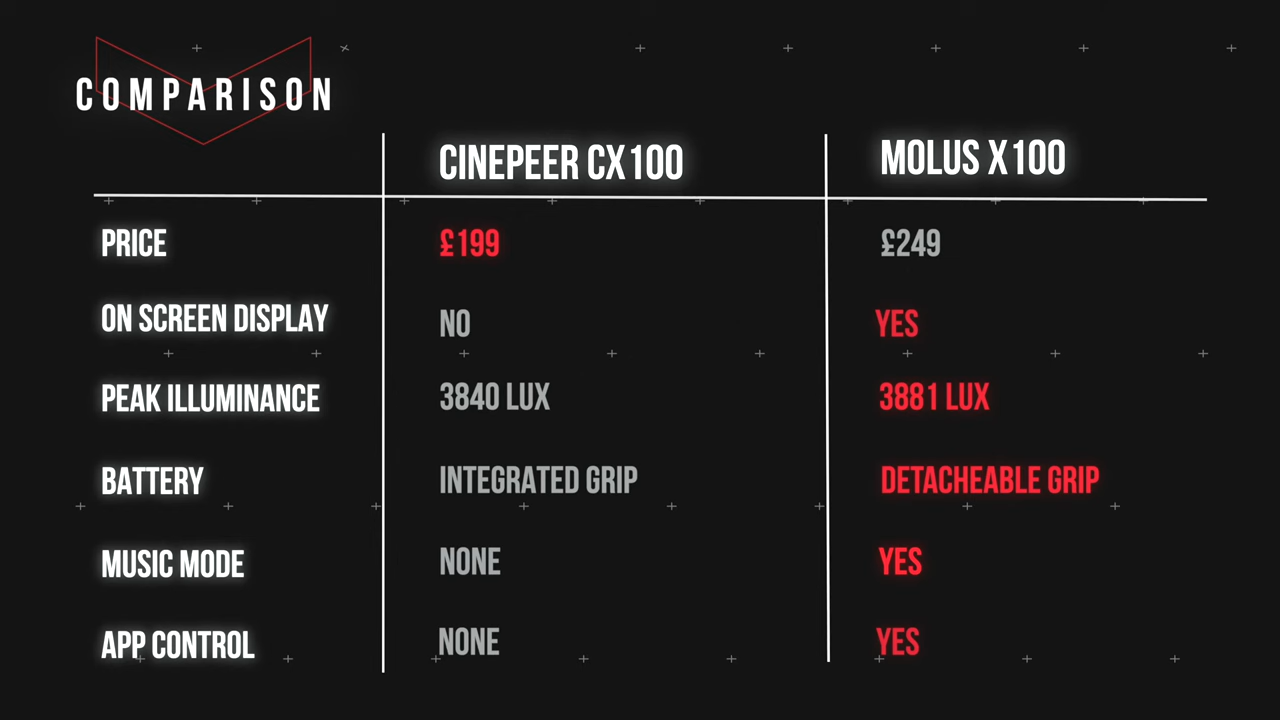 COMPARISON
CINEPEER CX100 MOLUS X100
PRICE £199 £249
ON SCREEN DISPLAY NO YES
PEAK ILLUMINANCE 3840 LUX 3881 LUX
BATTERY INTEGRATED GRIP DETACHEABLE GRIP
MUSIC MODE NONE YES
APP CONTROL NONE YES